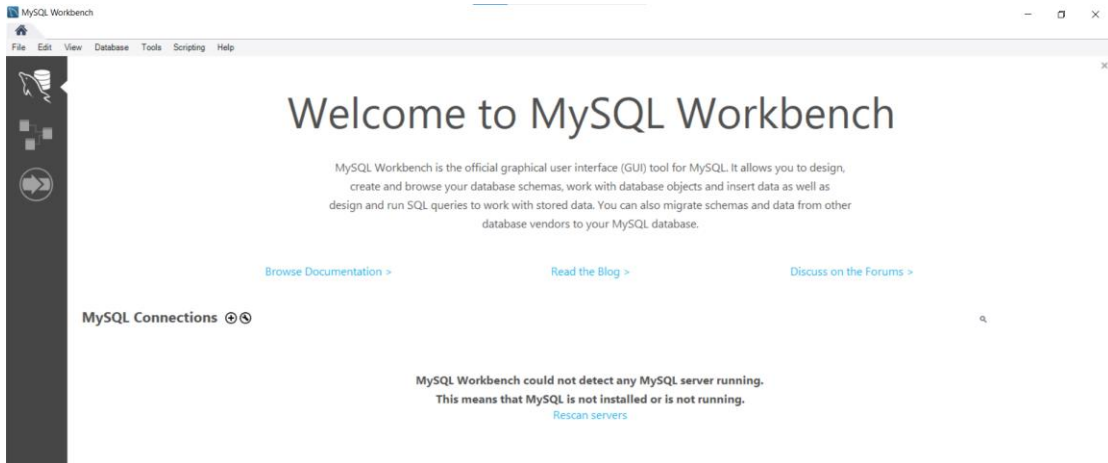 MySQL Workbench
File Edit View Database Tools Scripting Help
Welcome to MySQL Workbench
MySQL Workbench is the official graphical user interface (GUI) tool for MySQL. It allows you to design,
create and browse your database schemas, work with database objects and insert data as well as
design and run SQL queries to work with stored data. You can also migrate schemas and data from other
database vendors to your MySQL database.
Browse Documentation > Read the Blog > Discuss on the Forums >
MySQL Connections
MySQL Workbench could not detect any MySQL server running.
This means that MySQL is not installed or is not running.
Rescan servers